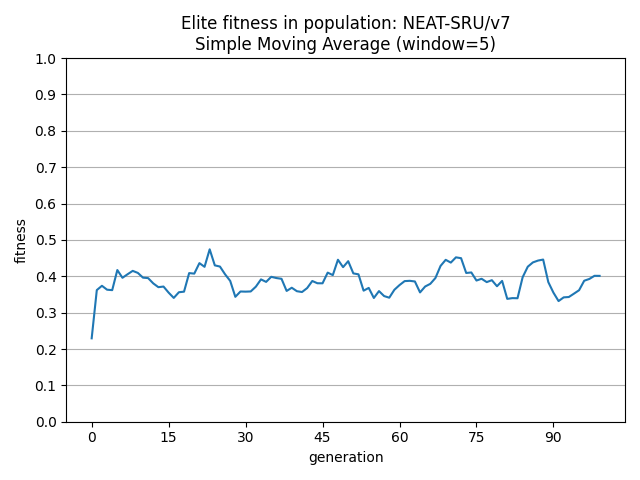 Elite fitness in population: NEAT-SRU/v7
Simple Moving Average (window=5)
1.0
0.9
0.8
0.7
0.6
0.5
0.4
0.3
0.2
0.1
0.0
fitness
0 15 30 45 60 75 90
generation